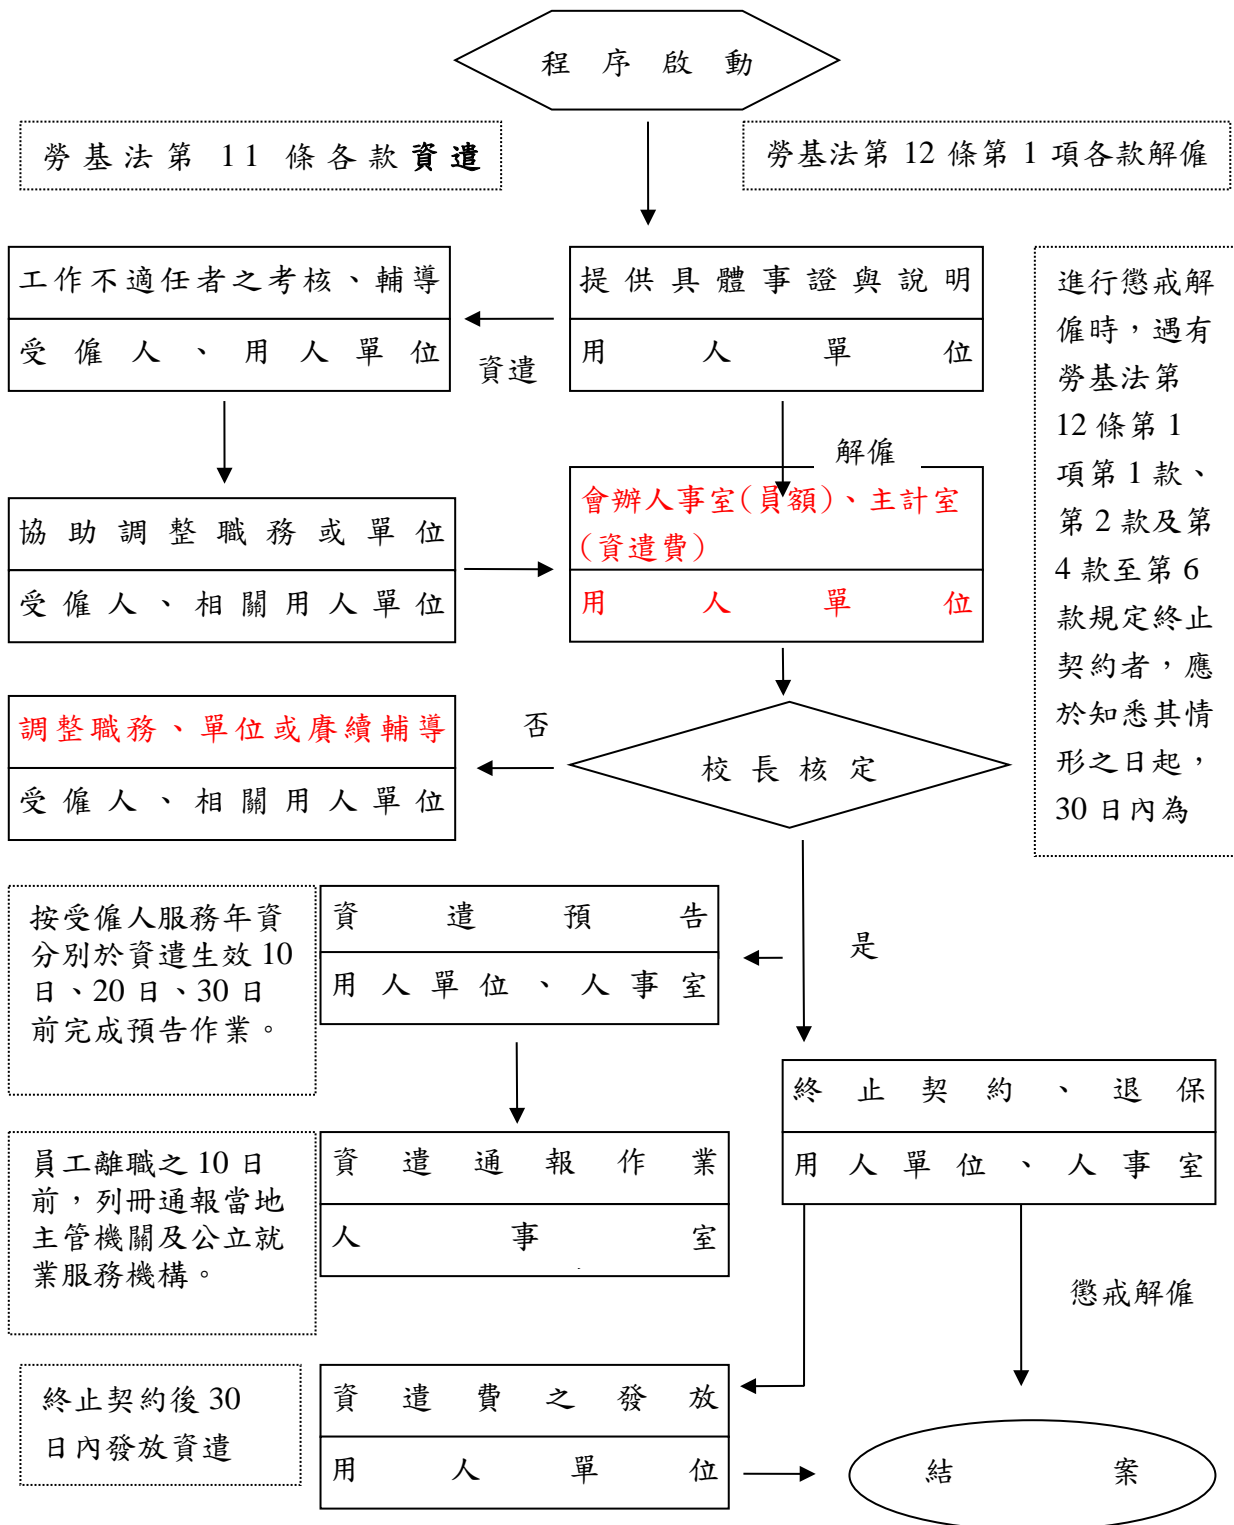 程序啟動
勞基法第 11 條各款資遣
勞基法第 12 條第 1 項各款解僱
工作不適任者之考核、輔導
受僱人、用人單位
資遣
提供具體事證與說明
用人單位
解僱
進行懲戒解
僱時，遇有
勞基法第
12 條第 1
項第 1 款、
第 2 款及第
4 款至第 6
款規定終止
契約者，應
於知悉其情
形之日起，
30 日內為
協助調整職務或單位
受僱人、相關用人單位
會辦人事室(員額)、主計室
(資遣費)
用人單位
調整職務、單位或賡續輔導
受僱人、相關用人單位
否
校長核定
是
按受僱人服務年資
分別於資遣生效 10
日、20 日、30 日
前完成預告作業。
資遣預告
用人單位、人事室
終止契約、退保
用人單位、人事室
員工離職之 10 日
前，列冊通報當地
主管機關及公立就
業服務機構。
資遣通報作業
人事室
懲戒解僱
終止契約後 30
日內發放資遣
資遣費之發放
用人單位
結案